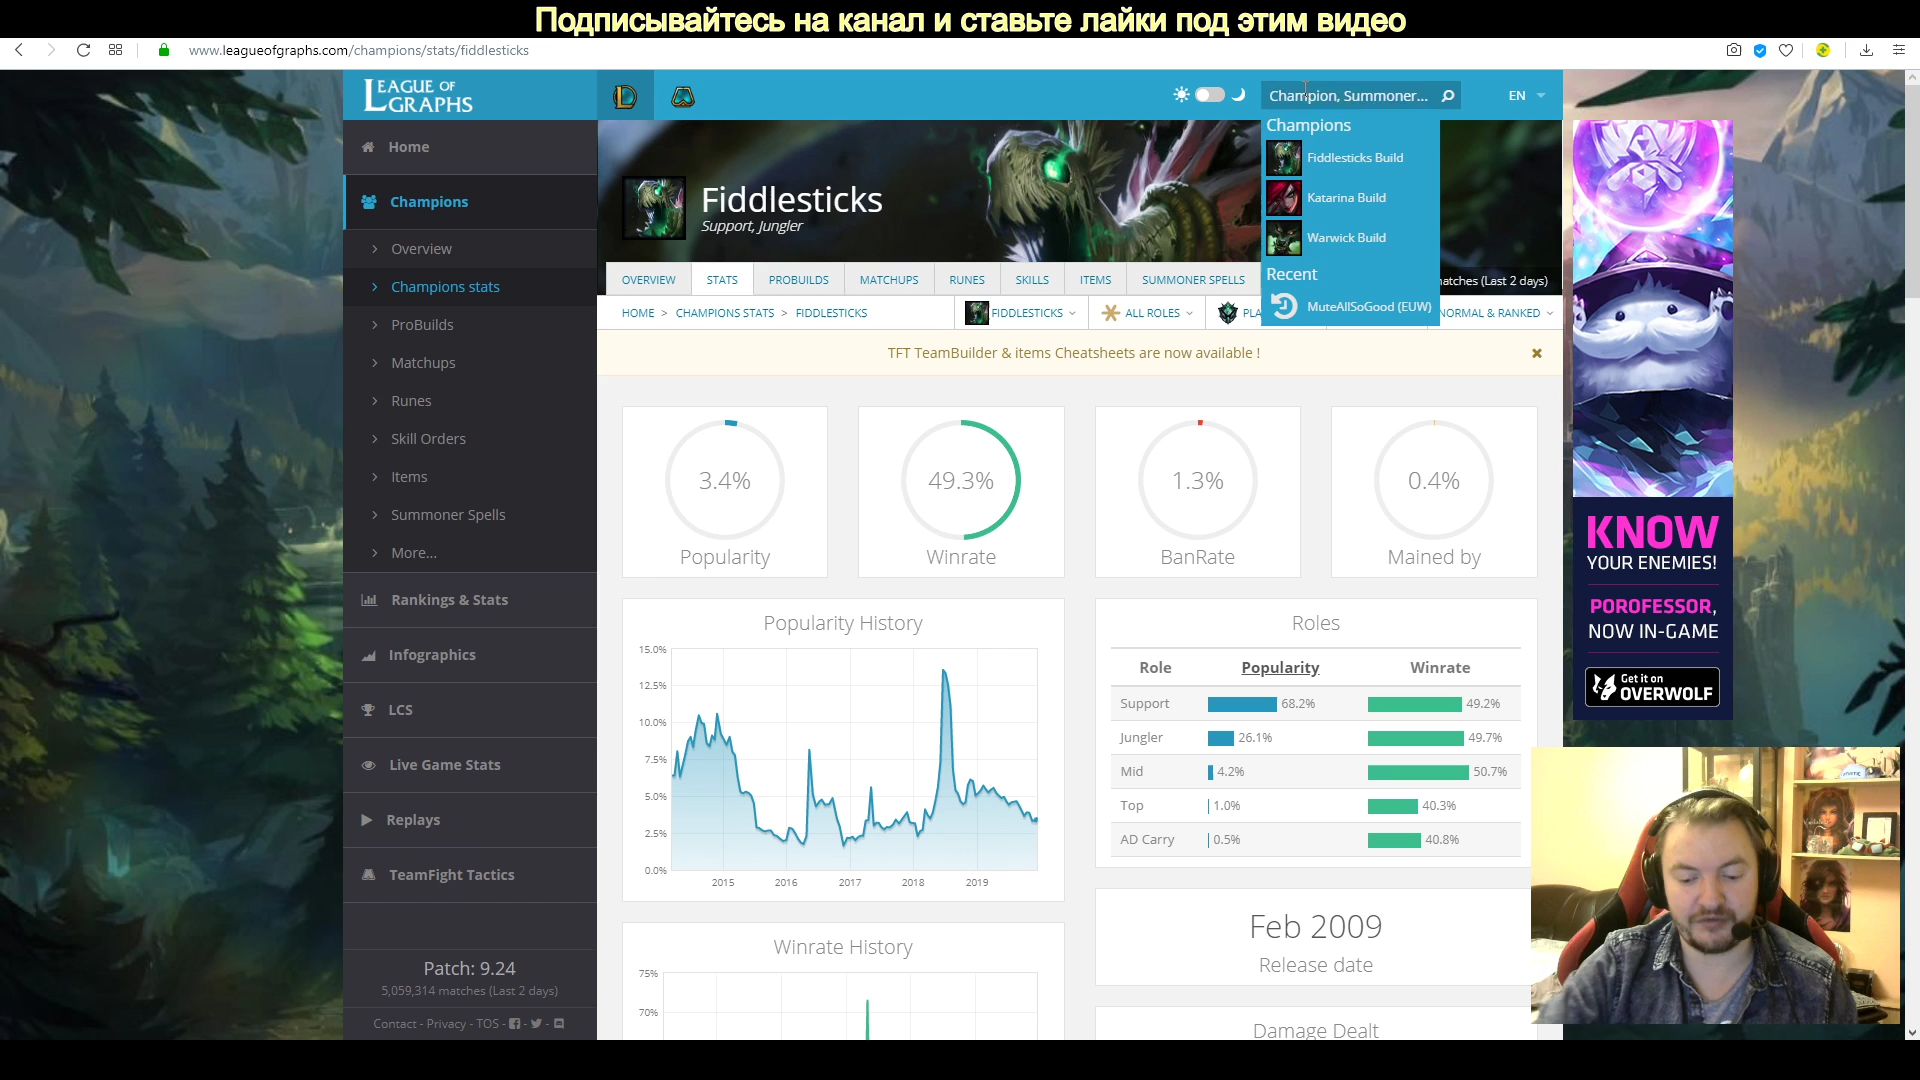 Подписывайтесь на канал и ставьте лайки под этим видео
www.leagueofgraphs.com/champions/stats/fiddlesticks
LEAGUE OF GRAPHS
Champion, Summoner...
EN
Home
Champions
Overview
Champions stats
ProBuilds
Matchups
Runes
Skill Orders
Items
Summoner Spells
More...
Rankings & Stats
Infographics
LCS
Live Game Stats
Replays
TeamFight Tactics
Patch: 9.24
5,059,314 matches (Last 2 days)
Contact - Privacy - TOS -
Fiddlesticks
Support, Jungler
Champions
Fiddlesticks Build
Katarina Build
Warwick Build
Recent
MuteAllSoGood (EUW)
OVERVIEW STATS PROBUILDS MATCHUPS RUNES SKILLS ITEMS SUMMONER SPELLS
matches (Last 2 days)
HOME > CHAMPIONS STATS > FIDDLESTICKS
FIDDLESTICKS ALL ROLES PLA NORMAL & RANKED
TFT TeamBuilder & items Cheatsheets are now available !
3.4%
Popularity
49.3%
Winrate
1.3%
BanRate
0.4%
Mained by
Popularity History
15.0%
12.5%
10.0%
7.5%
5.0%
2.5%
0.0%
2015 2016 2017 2018 2019
Roles
Role Popularity Winrate
Support 68.2% 49.2%
Jungler 26.1% 49.7%
Mid 4.2% 50.7%
Top 1.0% 40.3%
AD Carry 0.5% 40.8%
Winrate History
75%
70%
Feb 2009
Release date
Damage Dealt
KNOW
YOUR ENEMIES!
POROFESSOR,
NOW IN-GAME
Get it on
OVERWOLF